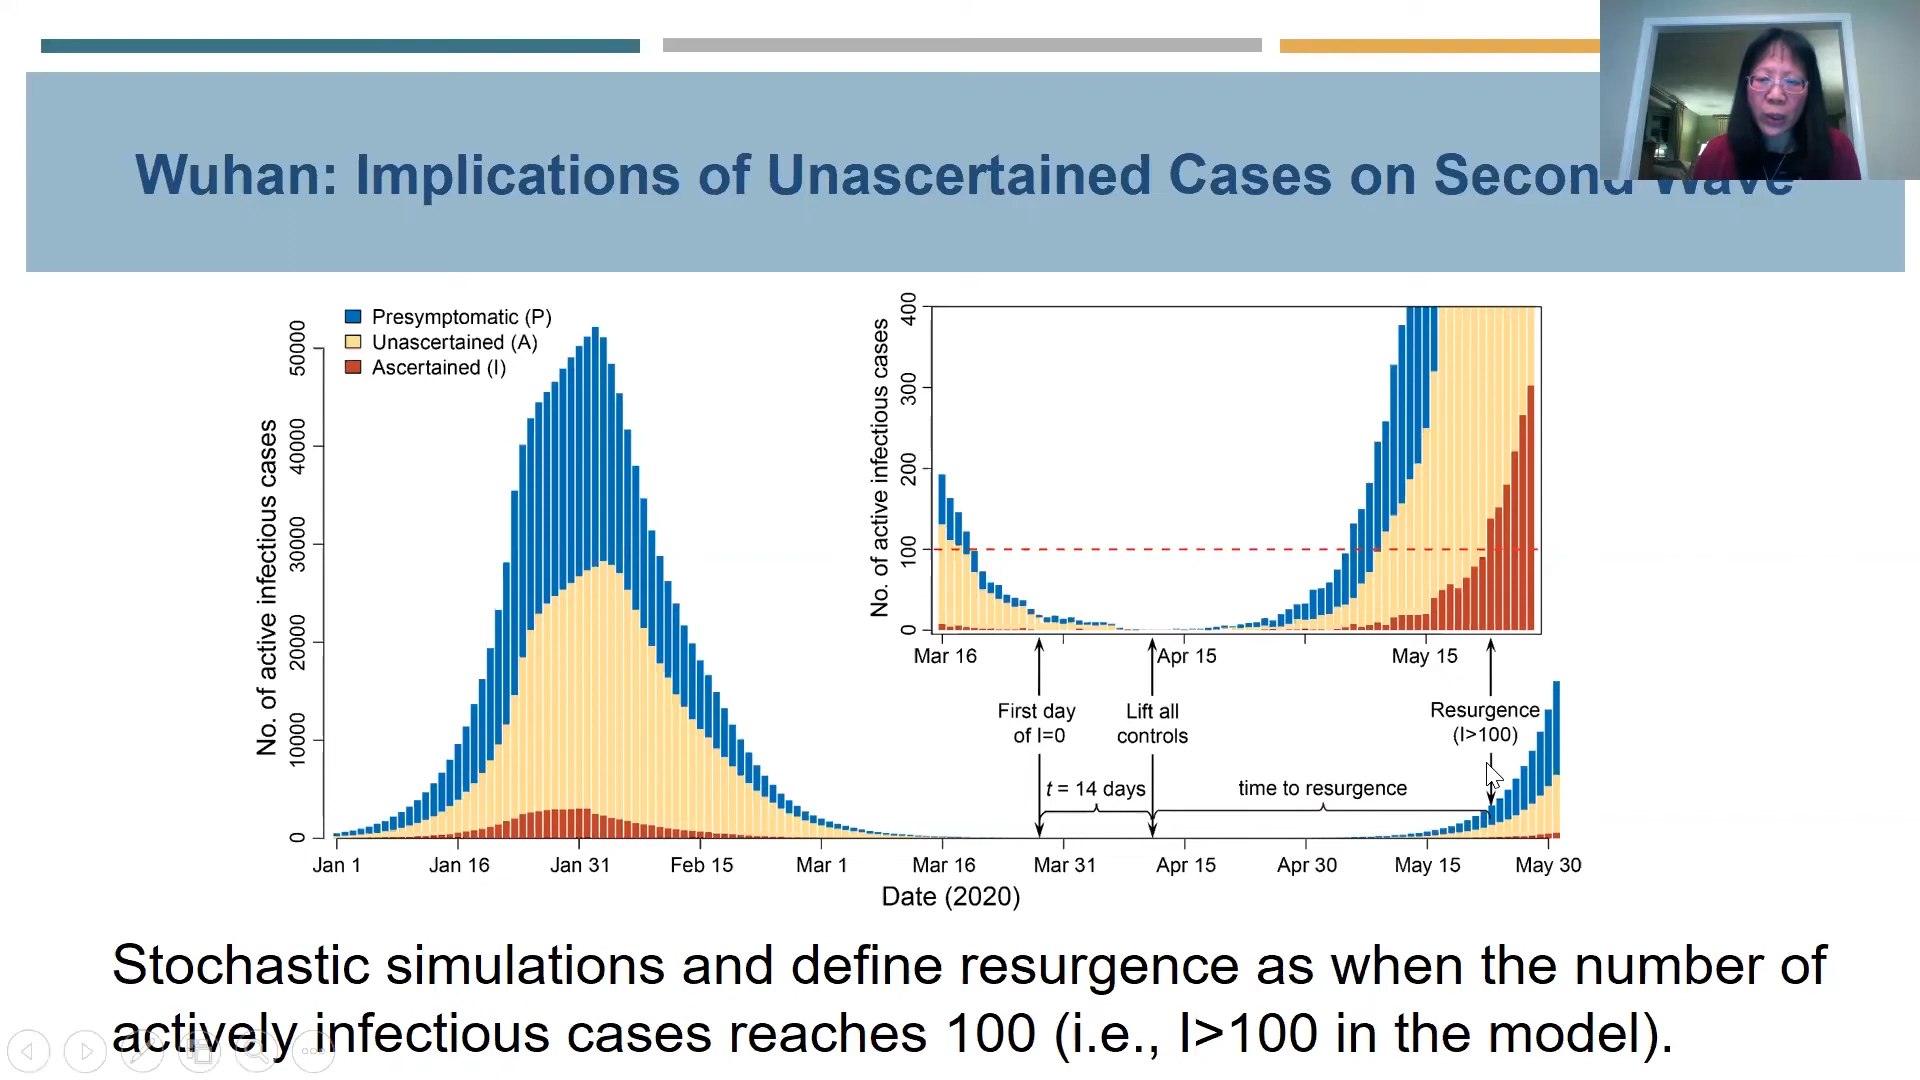 Wuhan: Implications of Unascertained Cases on Second Wave
Presymptomatic (P)
Unascertained (A)
Ascertained (I)
No. of active infectious cases
50000
40000
30000
20000
10000
0
Jan 1
Jan 16
Jan 31
Feb 15
Mar 1
Mar 16
Mar 31
Apr 15
Apr 30
May 15
May 30
Date (2020)
No. of active infectious cases
400
300
200
100
0
Mar 16
Apr 15
May 15
First day
of I=0
Lift all
controls
Resurgence
(I>100)
t = 14 days
time to resurgence
Stochastic simulations and define resurgence as when the number of
actively infectious cases reaches 100 (i.e., I>100 in the model).